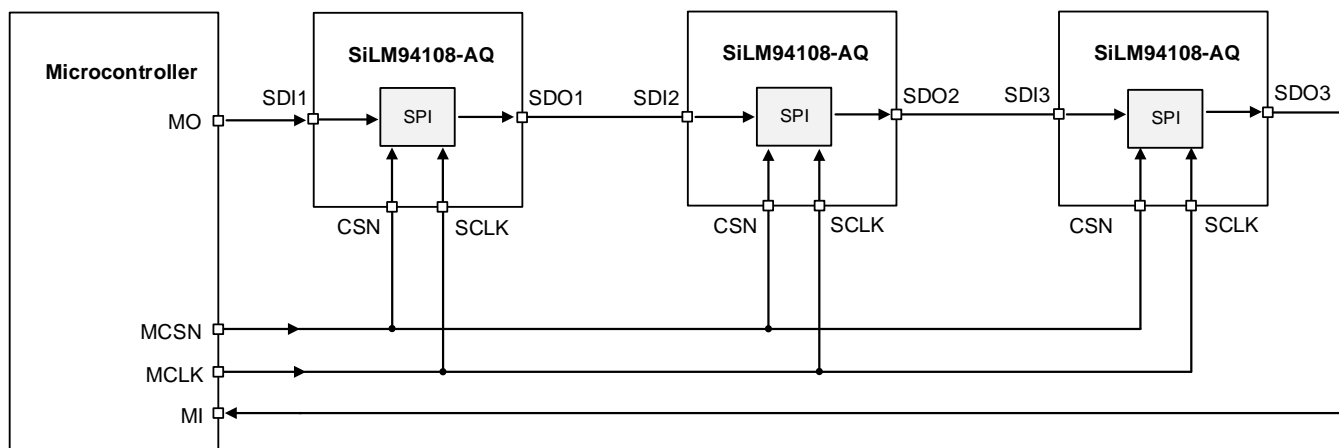 SiLM94108-AQ
SiLM94108-AQ
SiLM94108-AQ
Microcontroller
SDI1
SDO1
SDI2
SDO2
SDI3
SDO3
MO
SPI
SPI
SPI
CSN
SCLK
CSN
SCLK
CSN
SCLK
MCSN
MCLK
MI